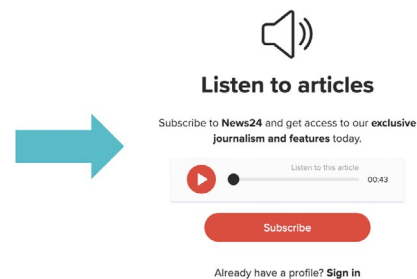 Listen to articles
Subscribe to News24 and get access to our exclusive
journalism and features today.
Listen to this article
00:43
Subscribe
Already have a profile? Sign in